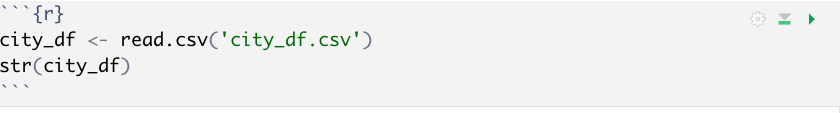 ```{r}
city_df <- read.csv('city_df.csv')
str(city_df)
```